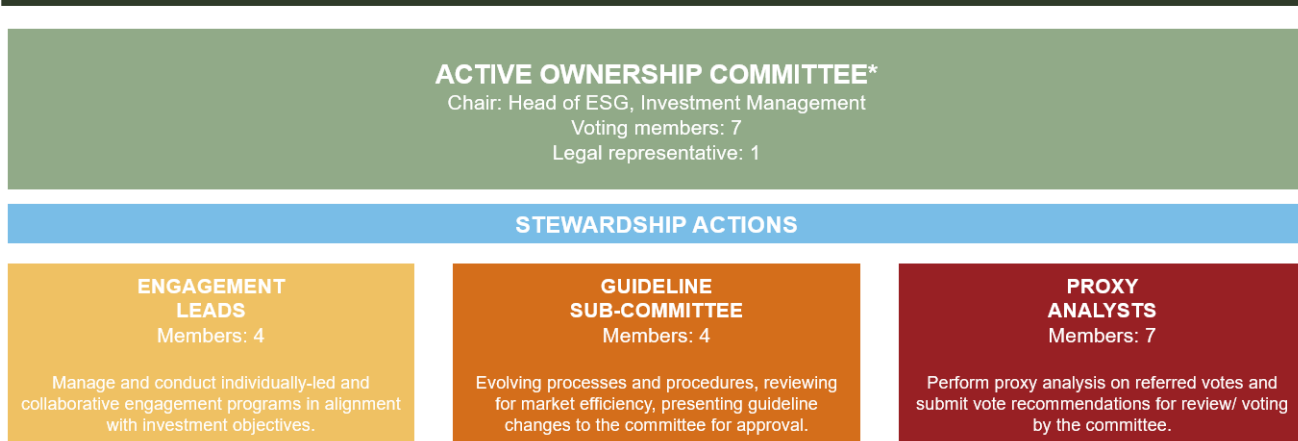 ACTIVE OWNERSHIP COMMITTEE*
Chair: Head of ESG, Investment Management
Voting members: 7
Legal representative: 1
STEWARDSHIP ACTIONS
ENGAGEMENT
LEADS
Members: 4
Manage and conduct individually-led and
collaborative engagement programs in alignment
with investment objectives.
GUIDELINE
SUB-COMMITTEE
Members: 4
Evolving processes and procedures, reviewing
for market efficiency, presenting guideline
changes to the committee for approval.
PROXY
ANALYSTS
Members: 7
Perform proxy analysis on referred votes and
submit vote recommendations for review/ voting
by the committee.